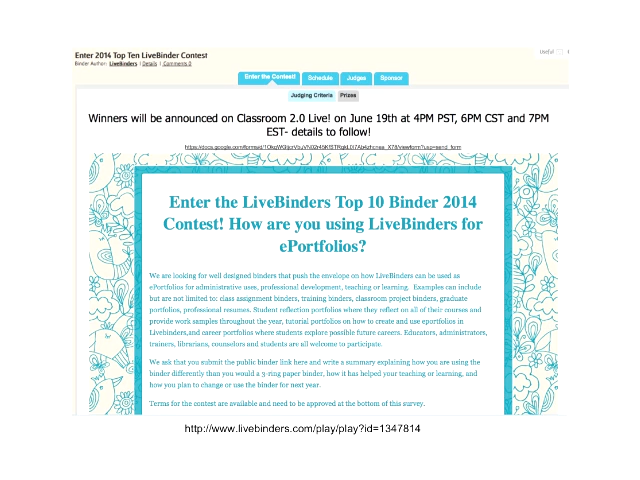 Enter 2014 Top Ten LiveBinder Contest
Useful
Binder Author: LiveBinders | Details | Comments 0
Enter the Contest! Schedule Judges Sponsor
Judging Criteria Prizes
Winners will be announced on Classroom 2.0 Live! on June 19th at 4PM PST, 6PM CST and 7PM
EST- details to follow!
Enter the LiveBinders Top 10 Binder 2014
Contest! How are you using LiveBinders for
ePortfolios?
We are looking for well designed binders that push the envelope on how LiveBinders can be used as
ePortfolios for administrative uses, professional development, teaching or learning. Examples can include
but are not limited to: class assignment binders, training binders, classroom project binders, graduate
portfolios, professional resumes. Student reflection portfolios where they reflect on all of their courses and
provide work samples throughout the year, tutorial portfolios on how to create and use eportfolios in
Livebinders,and career portfolios where students explore possible future careers. Educators, administrators,
trainers, librarians, counselors and students are all welcome to participate.
We ask that you submit the public binder link here and write a summary explaining how you are using the
binder differently than you would a 3-ring paper binder, how it has helped your teaching or learning, and
how you plan to change or use the binder for next year.
Terms for the contest are available and need to be approved at the bottom of this survey.
http://www.livebinders.com/play/play?id=1347814